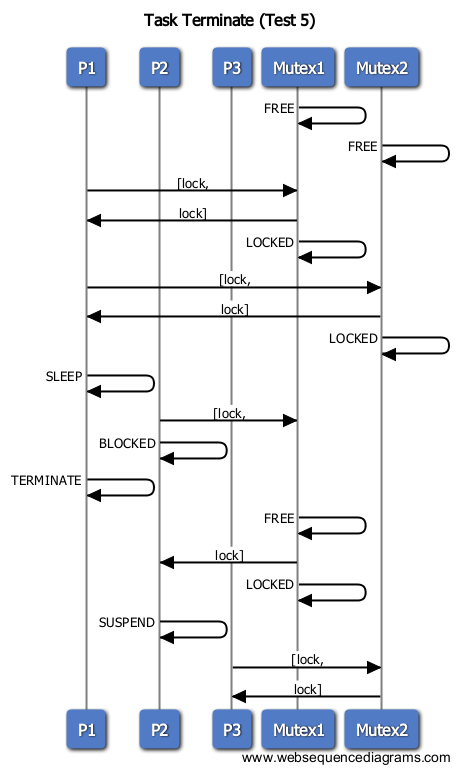 Task Terminate (Test 5)
P1 P2 P3 Mutex1 Mutex2
FREE
FREE
[lock,
lock]
LOCKED
[lock,
lock]
LOCKED
SLEEP
[lock,
BLOCKED
TERMINATE
FREE
lock]
LOCKED
SUSPEND
[lock,
lock]
P1 P2 P3 Mutex1 Mutex2
www.websequencediagrams.com